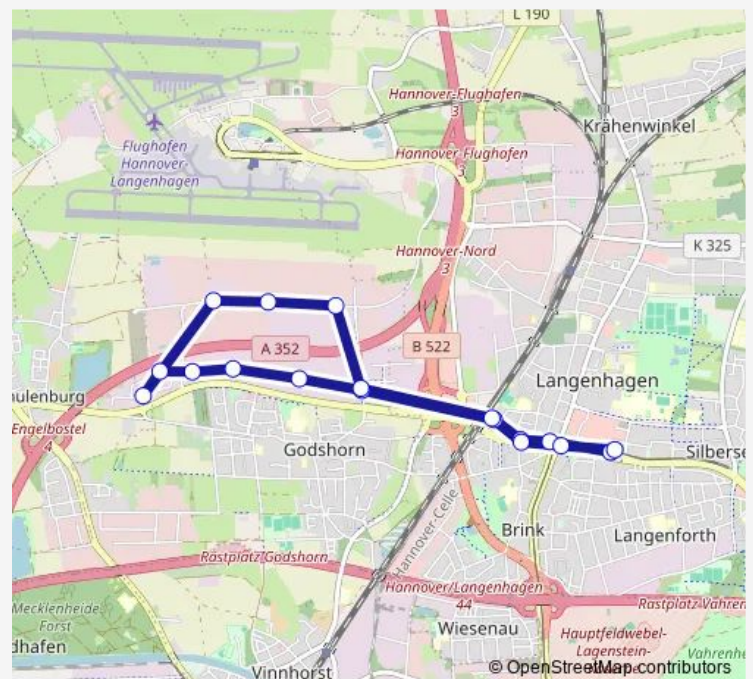 L 190
Hannover-Flughafen
3
Krähenwinkel
Flughafen
Hannover-
Langenhagen
Hannover-Flughafen
3
K 325
Hannover-Nord
3
A 352
B 522
Langenhagen
hulenburg
Engelbostel
4
Godshorn
Silberse
Hannover-Celle
Brink
Langenforth
Rastplatz Godshorn
Hannover/Langenhagen
44
Rastplatz Vahren
Mecklenheide-
Forst
dhafen
Wiesenau
Hauptfeldwebel-
Lagenstein-
Vahrenhe
Vinnhorst
© OpenStreetMap contributors